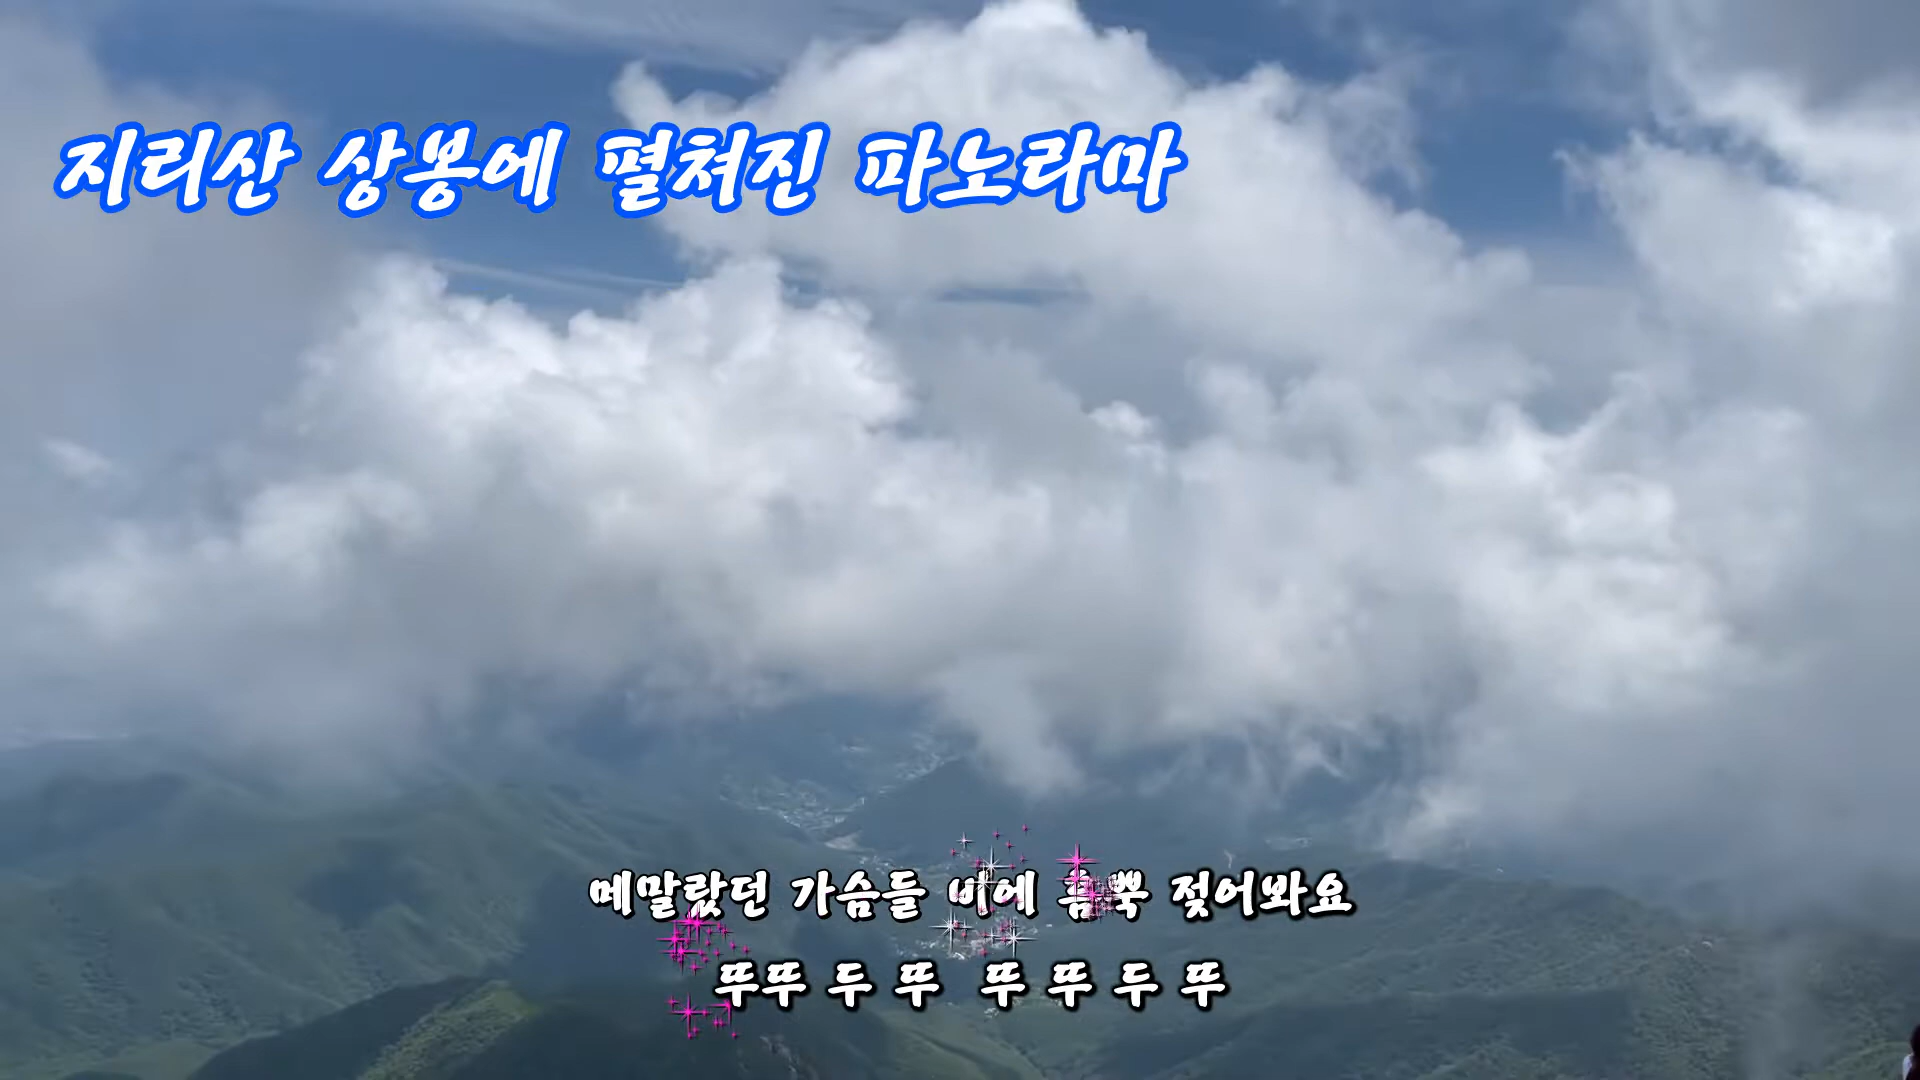 지리산 상봉에 펼쳐진 파노라마
메말랐던 가슴들 비에 흠뻑 젖어봐요
뚜뚜 두 뚜 뚜 뚜 두 뚜